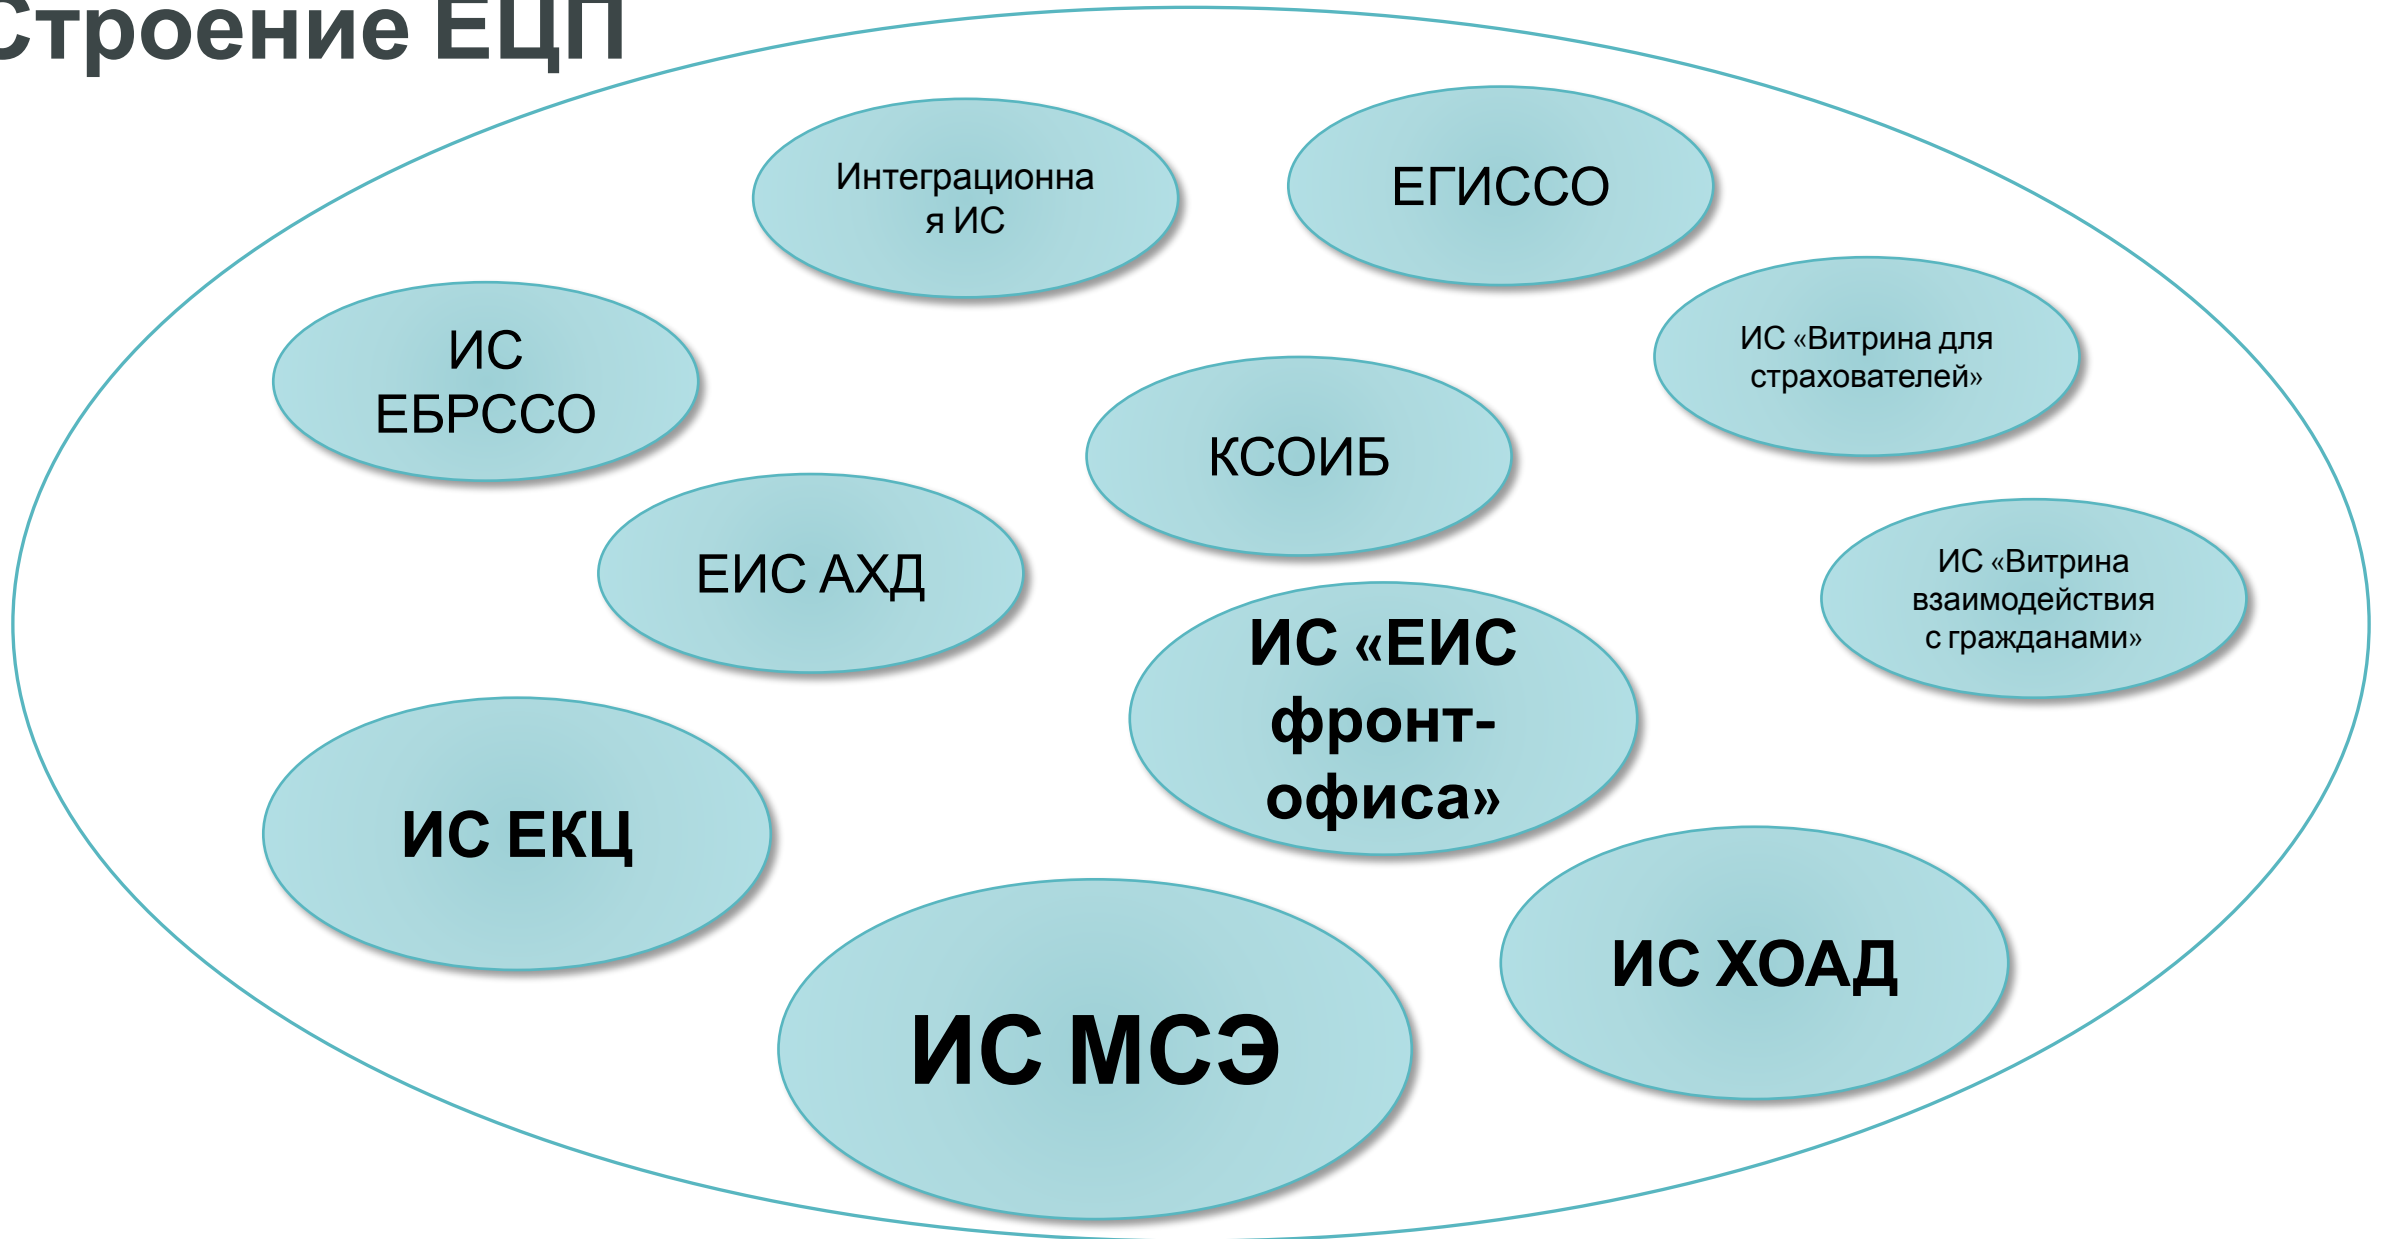 Строение ЕЦП
Интеграционна
я ИС
ЕГИССО
ИС «Витрина для
страхователей»
ИС
ЕБРССО
КСОИБ
ЕИС АХД
ИС «Витрина
взаимодействия
с гражданами»
ИС «ЕИС
фронт-
офиса»
ИС ЕКЦ
ИС ХОАД
ИС МСЭ